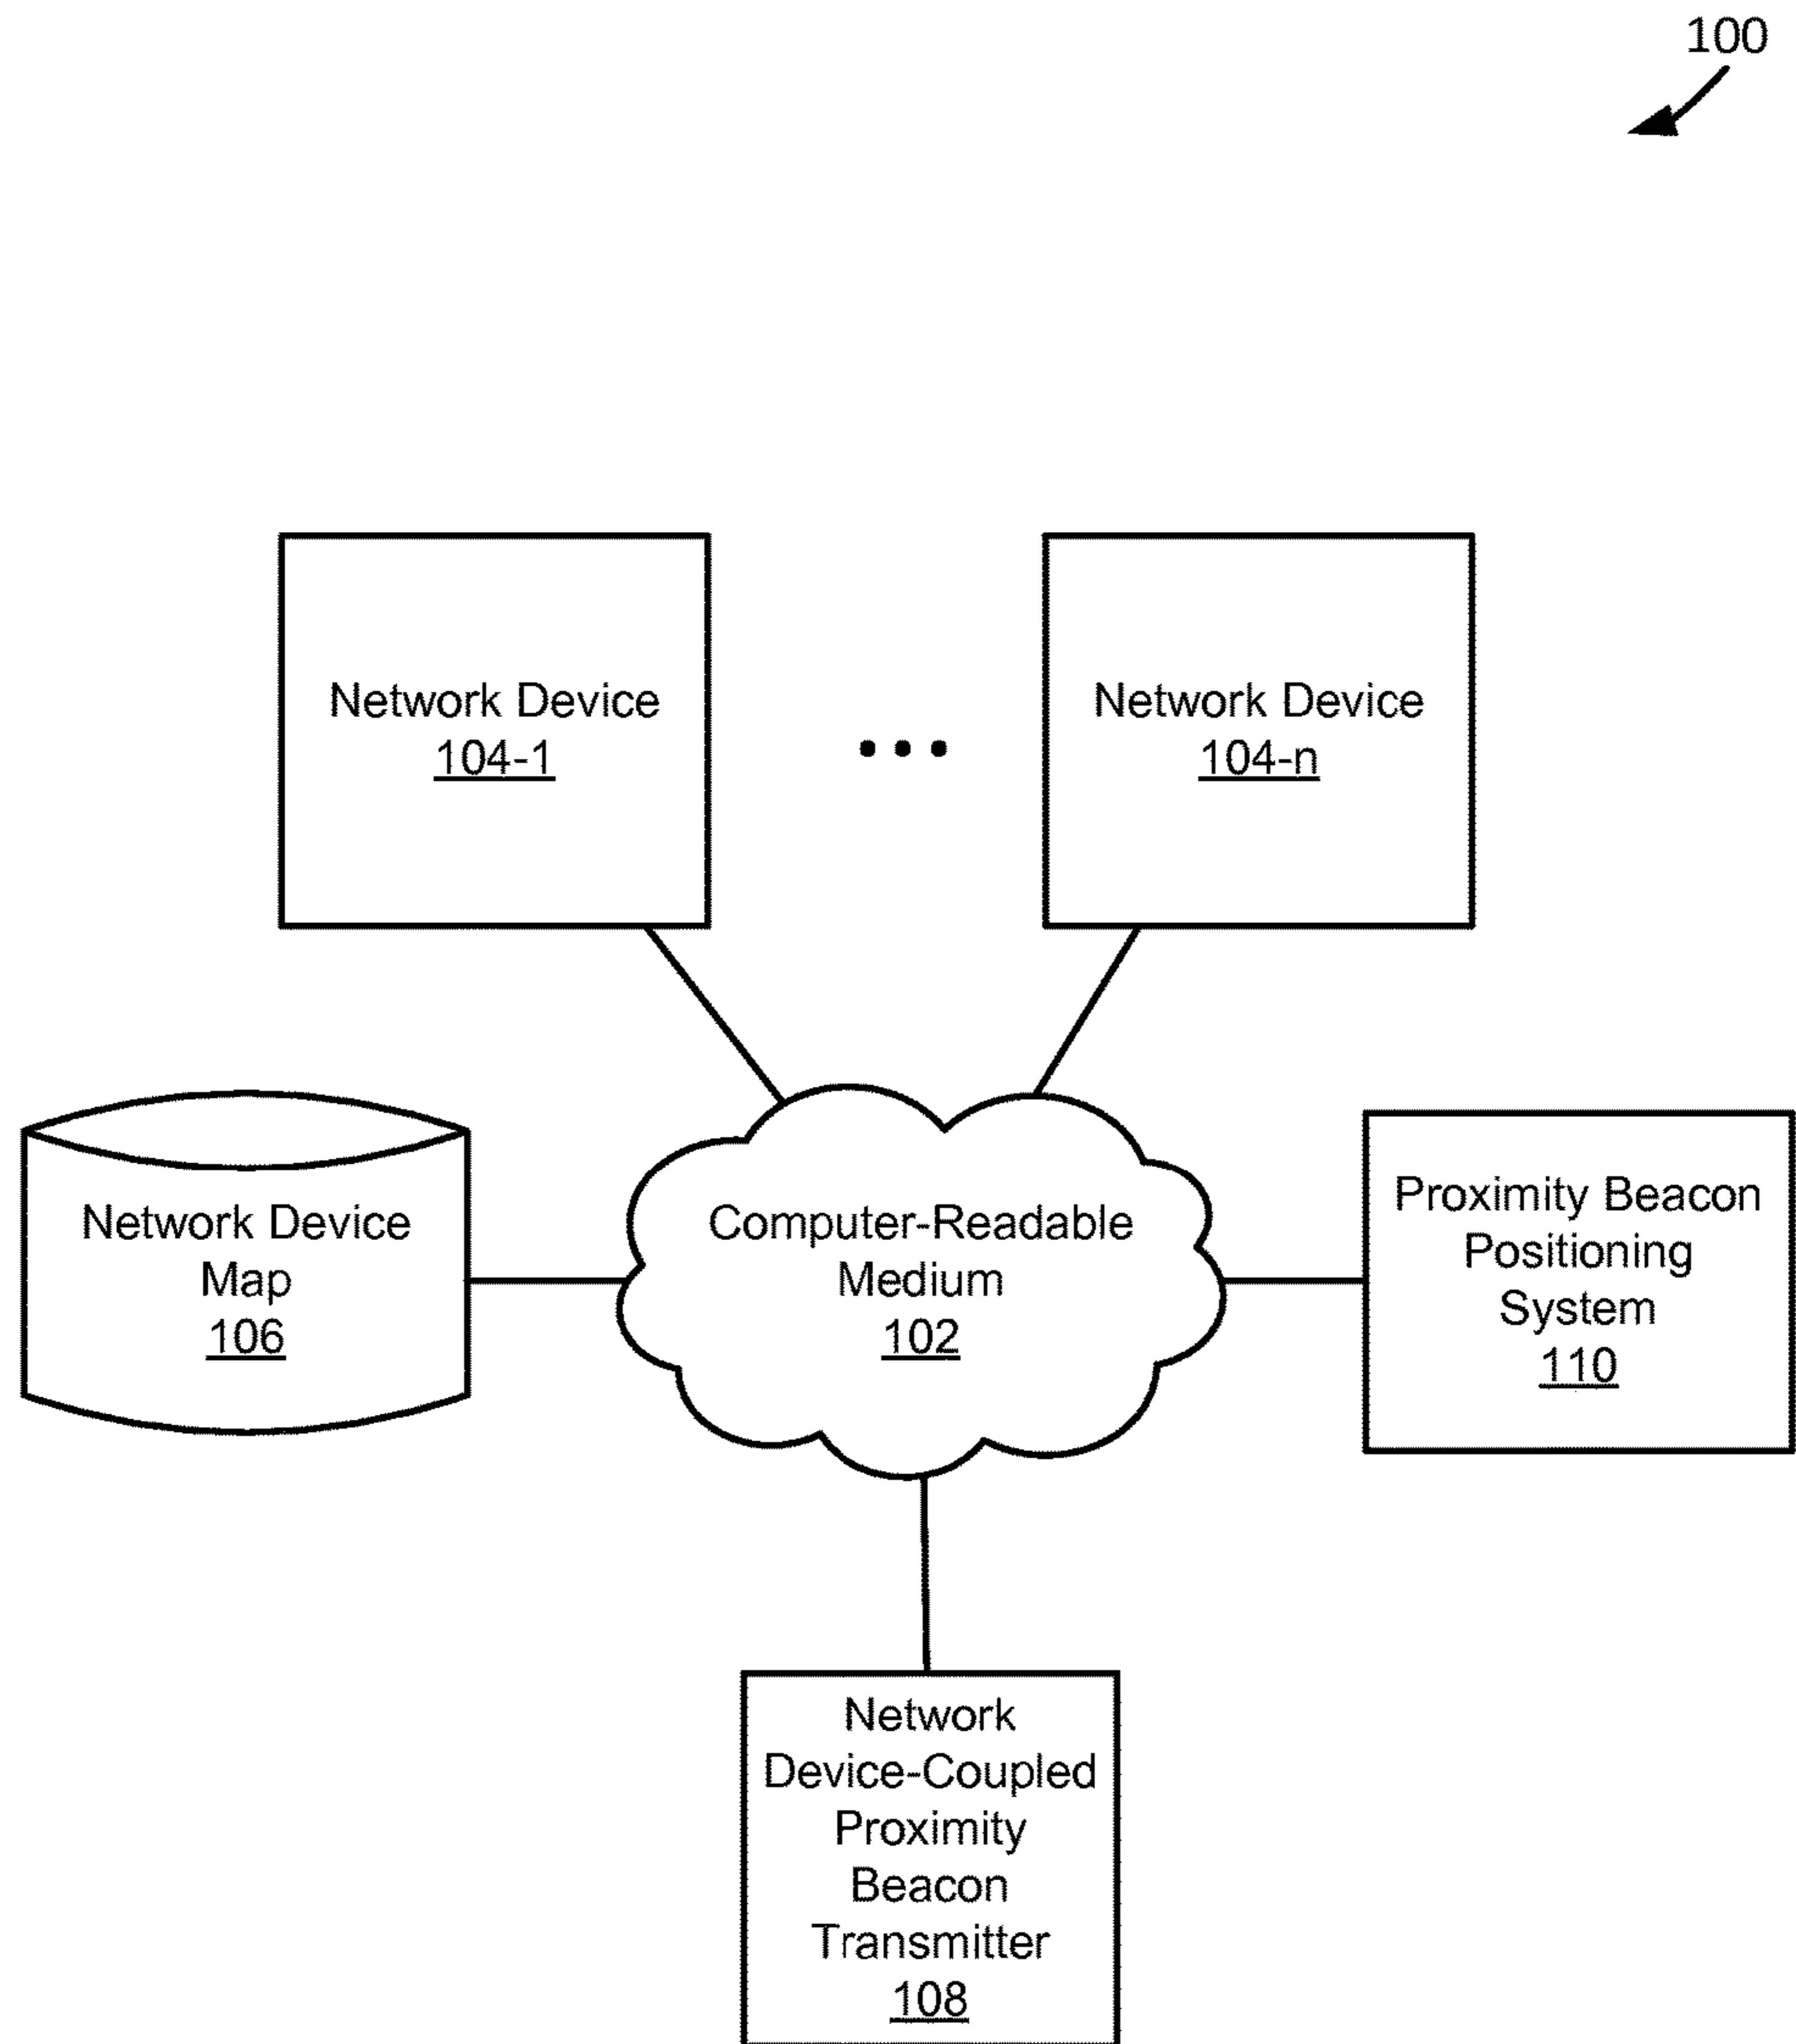 100
Network Device
104-1
Network Device
104-n
Network Device
Map
106
Computer-Readable
Medium
102
Proximity Beacon
Positioning
System
110
Network
Device-Coupled
Proximity
Beacon
Transmitter
108